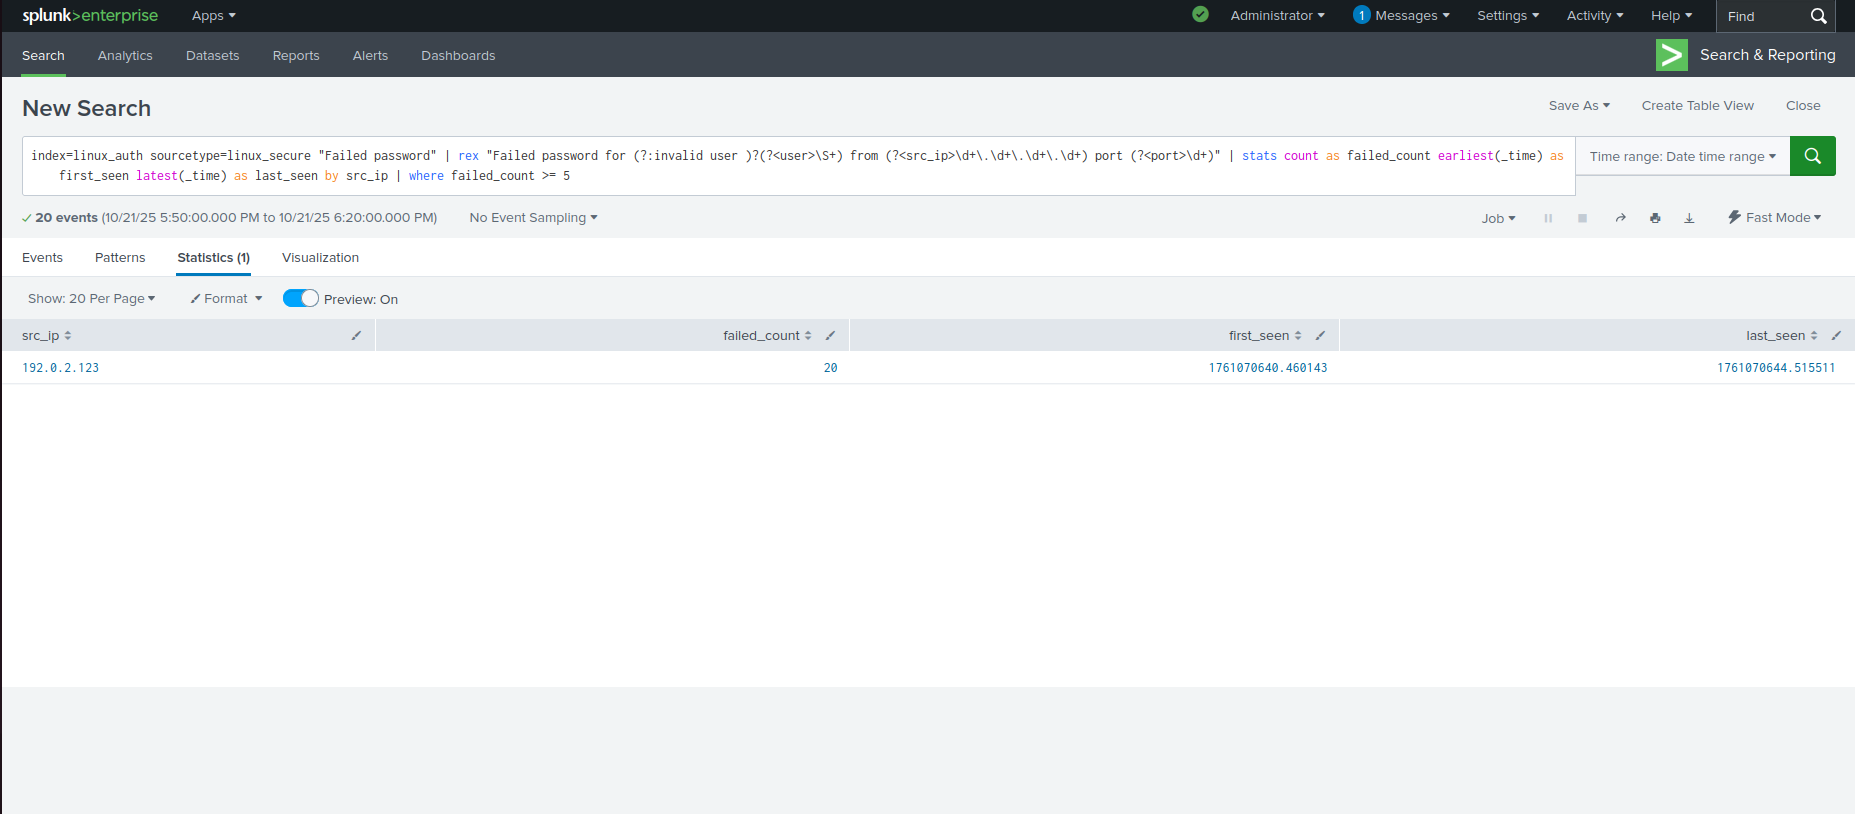 splunk>enterprise Apps Administrator 1 Messages Settings Activity Help Find
Search Analytics Datasets Reports Alerts Dashboards Search & Reporting
New Search Save As Create Table View Close
index=linux_auth sourcetype=linux_secure "Failed password" | rex "Failed password for (?:invalid user )?(?<user>\S+) from (?<src_ip>\d+\.\d+\.\d+\.\d+) port (?<port>\d+)" | stats count as failed_count earliest(_time) as
first_seen latest(_time) as last_seen by src_ip | where failed_count >= 5
Time range: Date time range
20 events (10/21/25 5:50:00.000 PM to 10/21/25 6:20:00.000 PM) No Event Sampling Job Fast Mode
Events Patterns Statistics (1) Visualization
Show: 20 Per Page Format Preview: On
src_ip failed_count first_seen last_seen
192.0.2.123 20 1761070640.460143 1761070644.515511